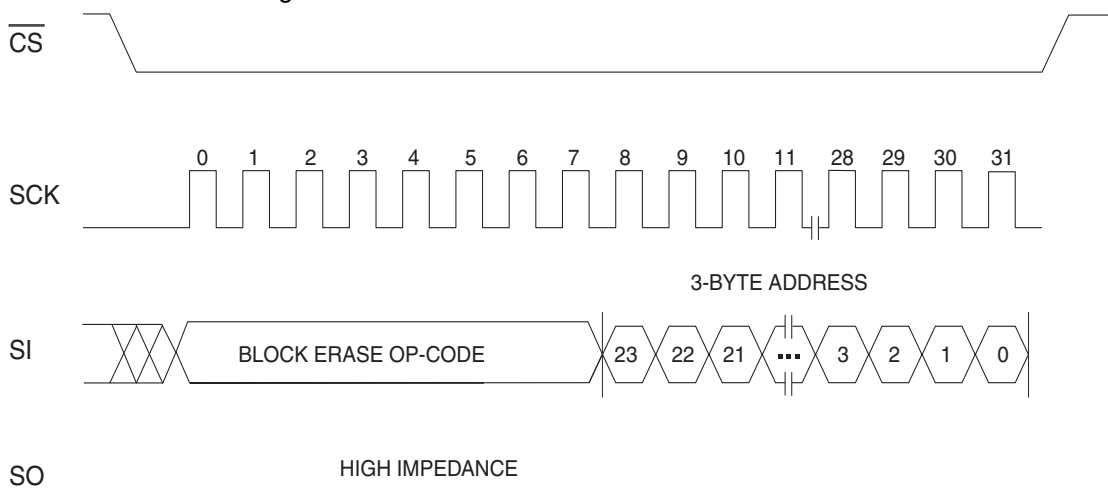 C̅S̅
0 1 2 3 4 5 6 7 8 9 10 11 28 29 30 31
SCK
3-BYTE ADDRESS
SI BLOCK ERASE OP-CODE 23 22 21 ... 3 2 1 0
SO HIGH IMPEDANCE